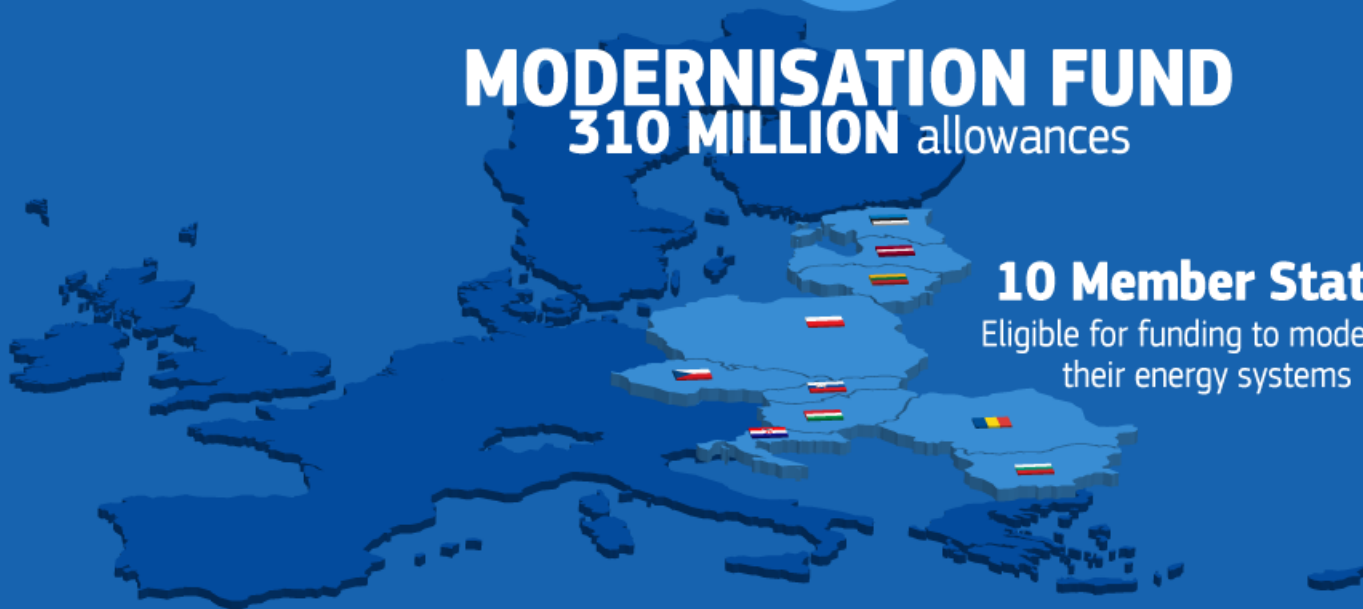 MODERNISATION FUND
310 MILLION allowances
10 Member Stat
Eligible for funding to mode
their energy systems